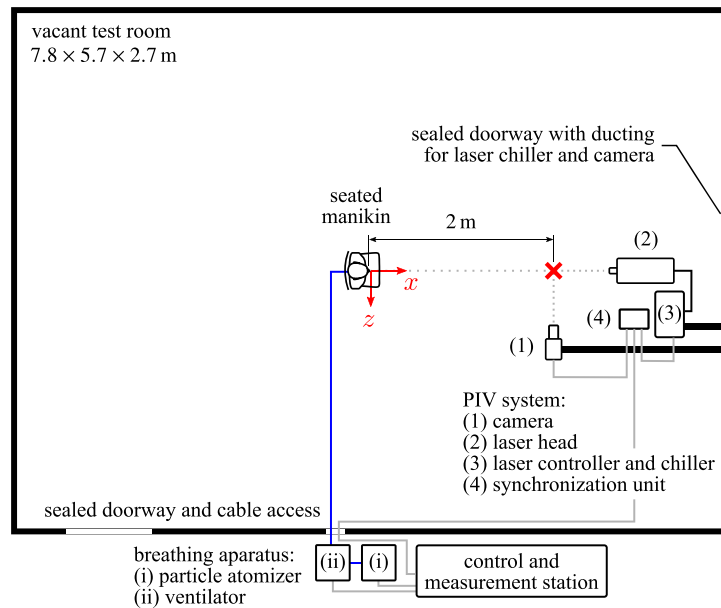 vacant test room
7.8 × 5.7 × 2.7 m
sealed doorway with ducting
for laser chiller and camera
seated
manikin
2 m
(2)
x
z
(3)
(4)
(1)
PIV system:
(1) camera
(2) laser head
(3) laser controller and chiller
(4) synchronization unit
sealed doorway and cable access
breathing apparatus:
(i) particle atomizer
(ii) ventilator
(ii)
(i)
control and
measurement station